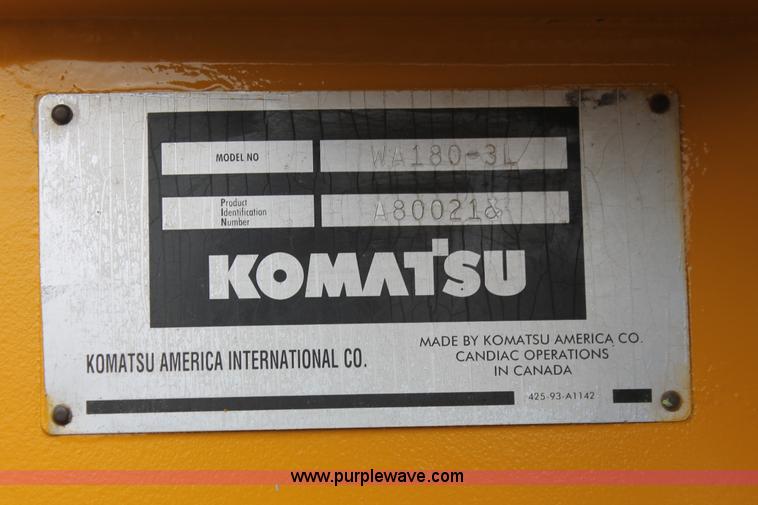 MODEL NO WA180-3L
Product
Identification
Number
A800218
KOMATSU
KOMATSU AMERICA INTERNATIONAL CO.
MADE BY KOMATSU AMERICA CO.
CANDIAC OPERATIONS
IN CANADA
425-93-A1142
www.purplewave.com